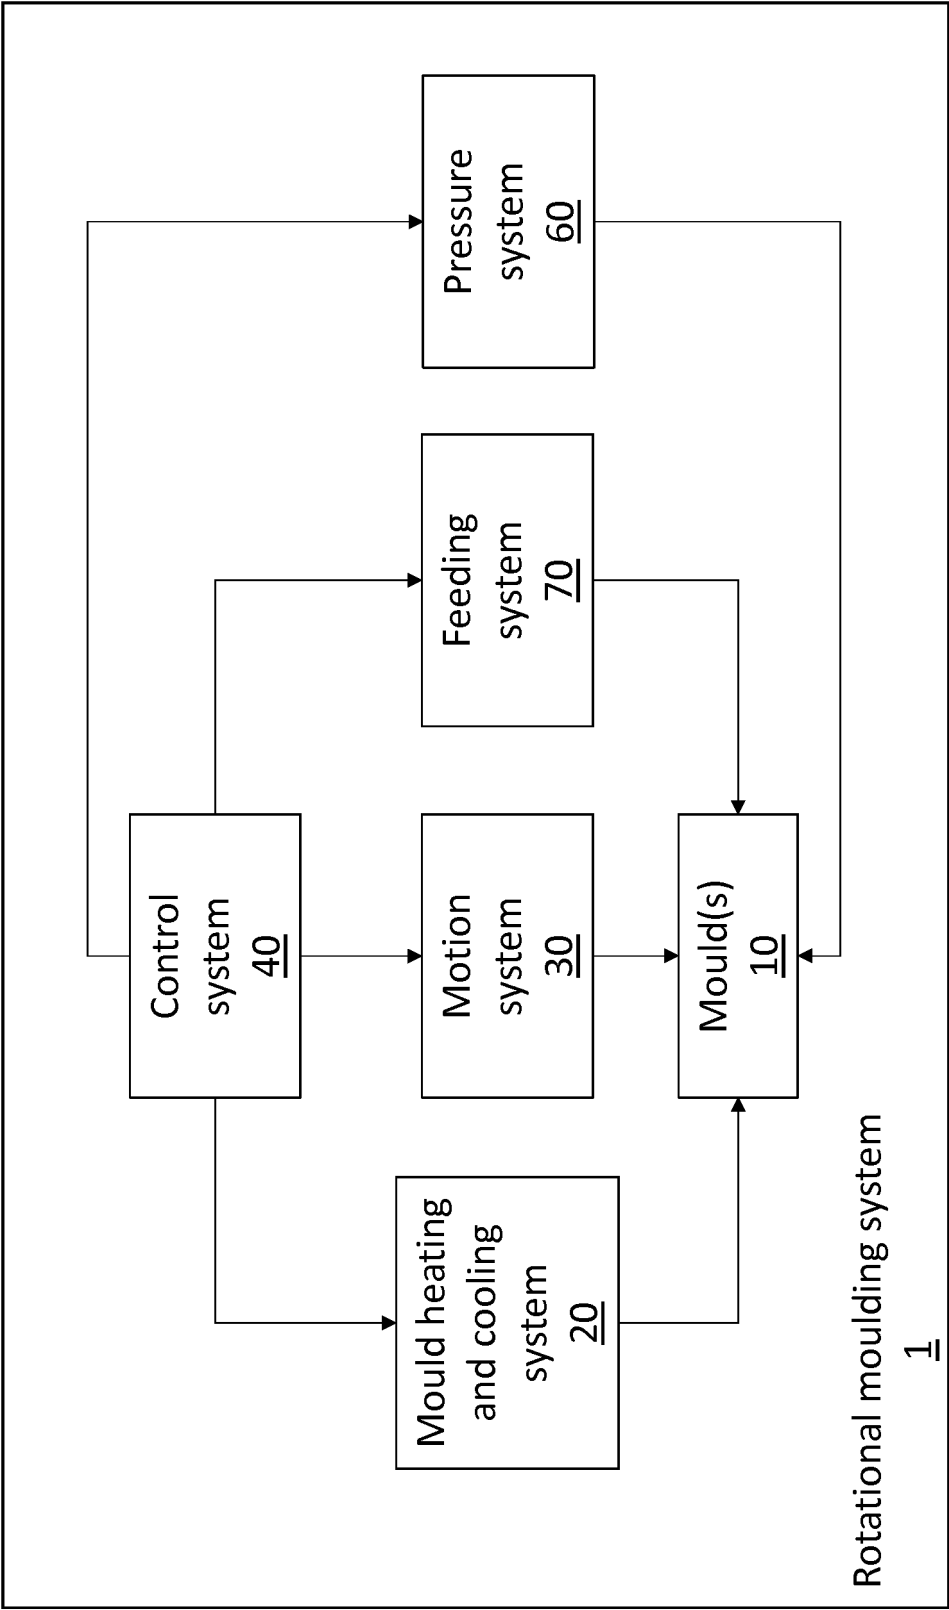 Control
system
40
Mould heating
and cooling
system
20
Motion
system
30
Feeding
system
70
Pressure
system
60
Mould(s)
10
Rotational moulding system
1